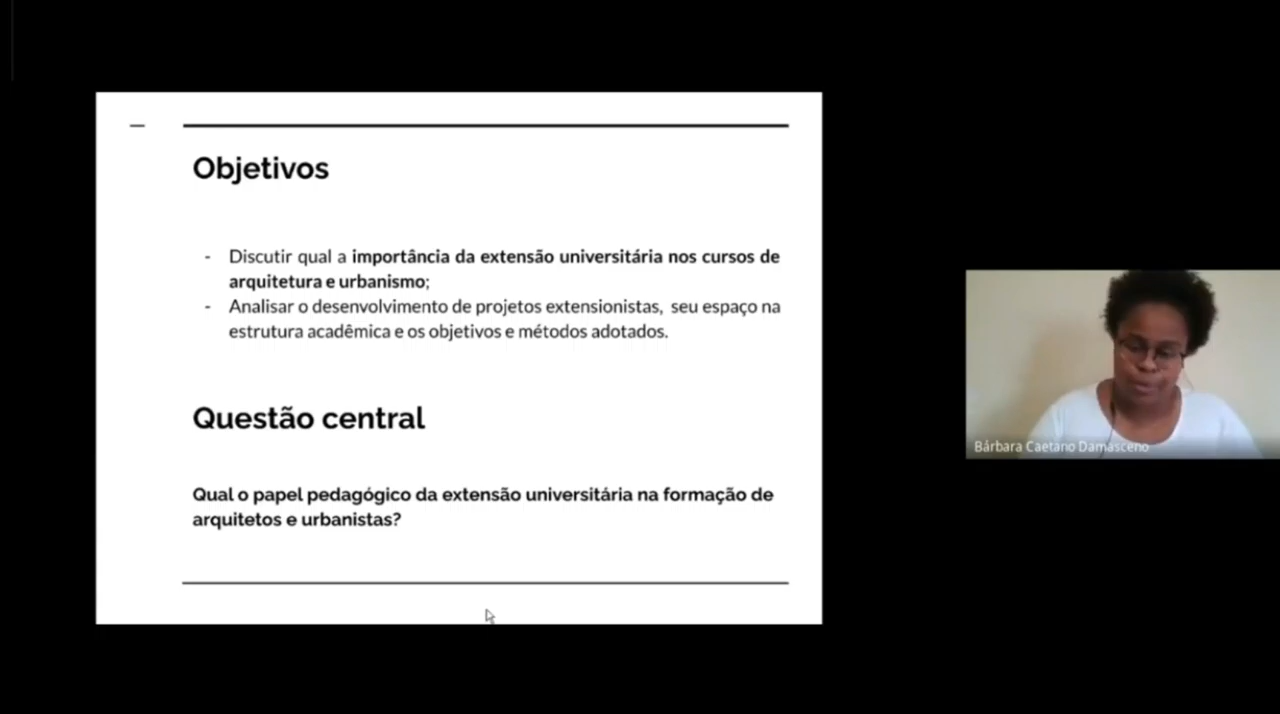 Objetivos
- Discutir qual a importância da extensão universitária nos cursos de
arquitetura e urbanismo;
- Analisar o desenvolvimento de projetos extensionistas, seu espaço na
estrutura acadêmica e os objetivos e métodos adotados.
Questão central
Qual o papel pedagógico da extensão universitária na formação de
arquitetos e urbanistas?
Bárbara Caetano Damasceno